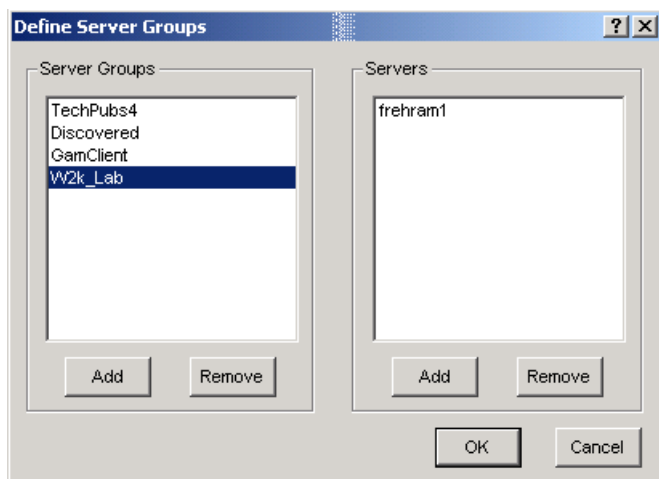 Define Server Groups
? X
Server Groups
Servers
TechPubs4
Discovered
GamClient
W2k_Lab
frehram1
Add
Remove
Add
Remove
OK
Cancel